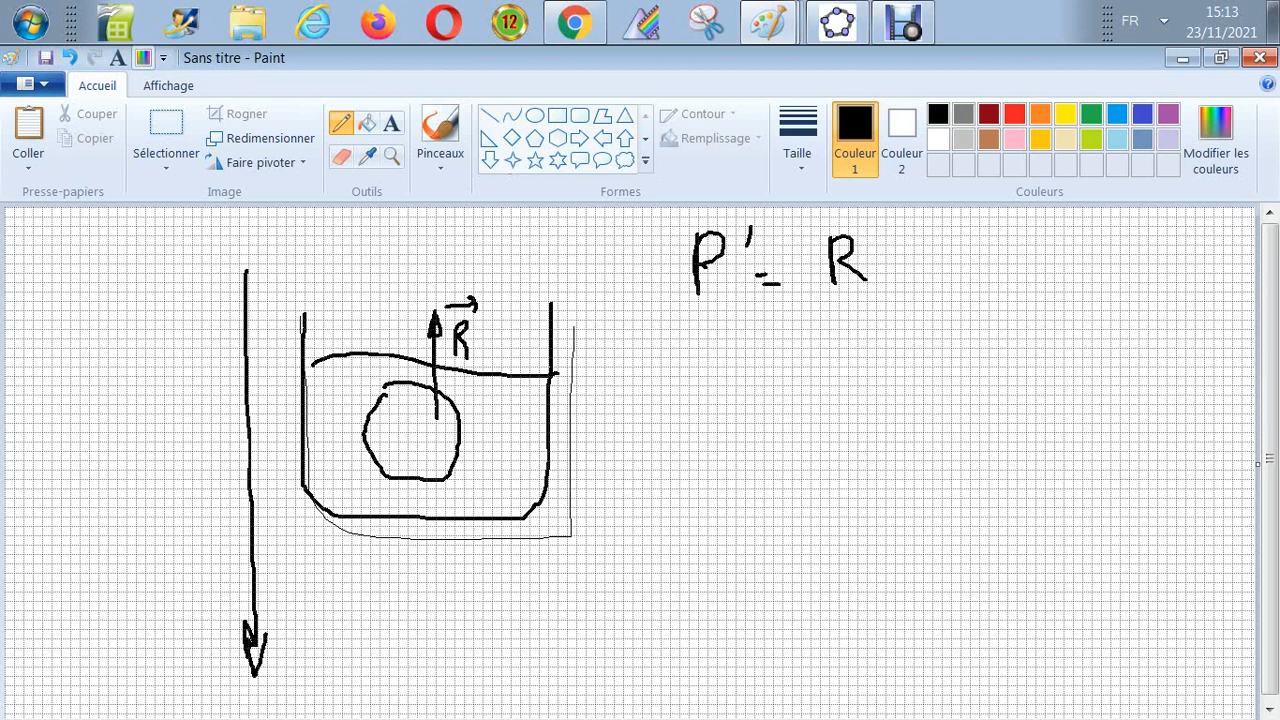 12
FR
15:13
23/11/2021
Sans titre - Paint
Accueil
Affichage
Coller
Couper
Copier
Presse-papiers
Sélectionner
Rogner
Redimensionner
Faire pivoter
Image
A
Outils
Pinceaux
Contour
Remplissage
Formes
Taille
Couleur
1
Couleur
2
Modifier les
couleurs
Couleurs
P' = R
R